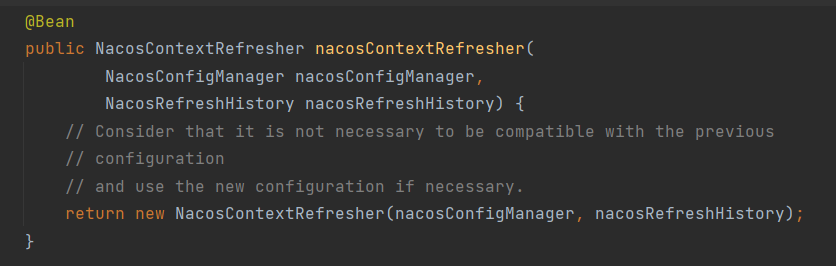 @Bean
public NacosContextRefresher nacosContextRefresher(
NacosConfigManager nacosConfigManager,
NacosRefreshHistory nacosRefreshHistory) {
// Consider that it is not necessary to be compatible with the previous
// configuration
// and use the new configuration if necessary.
return new NacosContextRefresher(nacosConfigManager, nacosRefreshHistory);
}